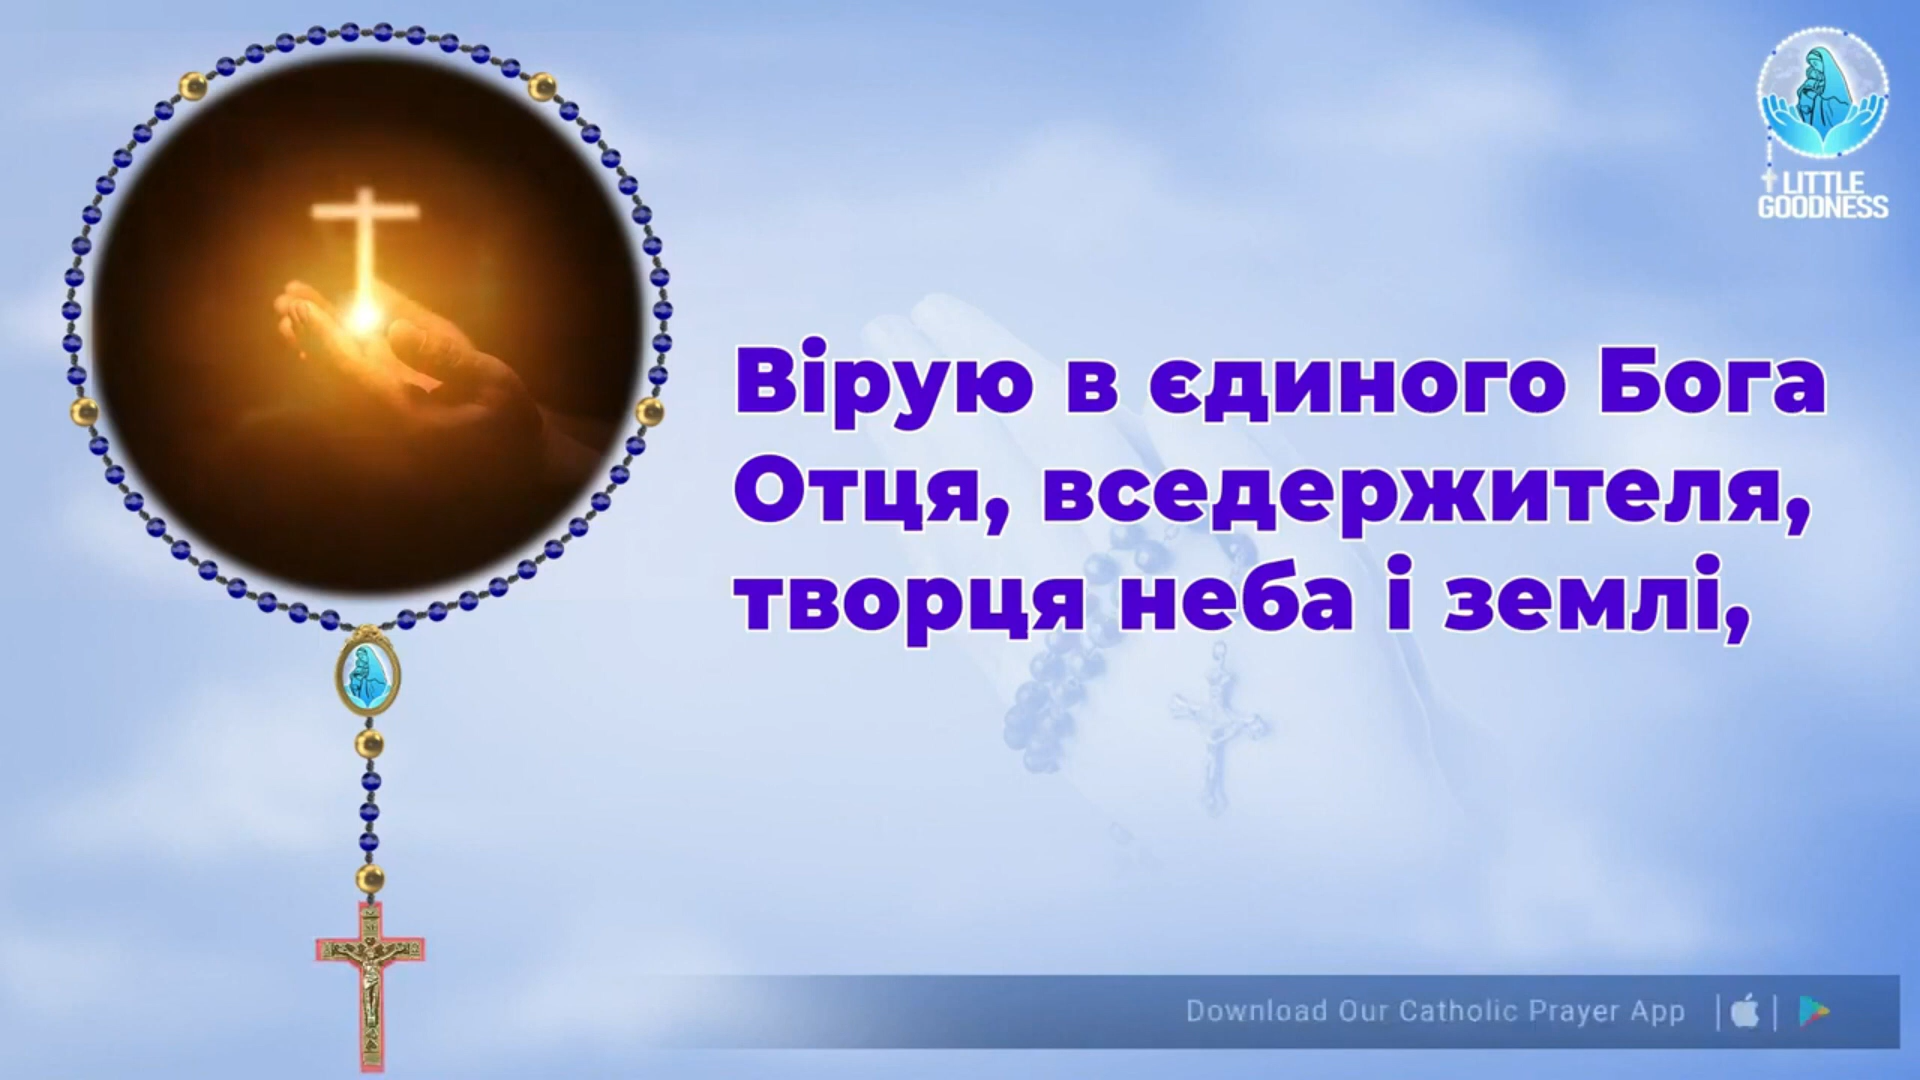 LITTLE
GOODNESS
Вірую в єдиного Бога
Отця, вседержителя,
творця неба і землі,
Download Our Catholic Prayer App